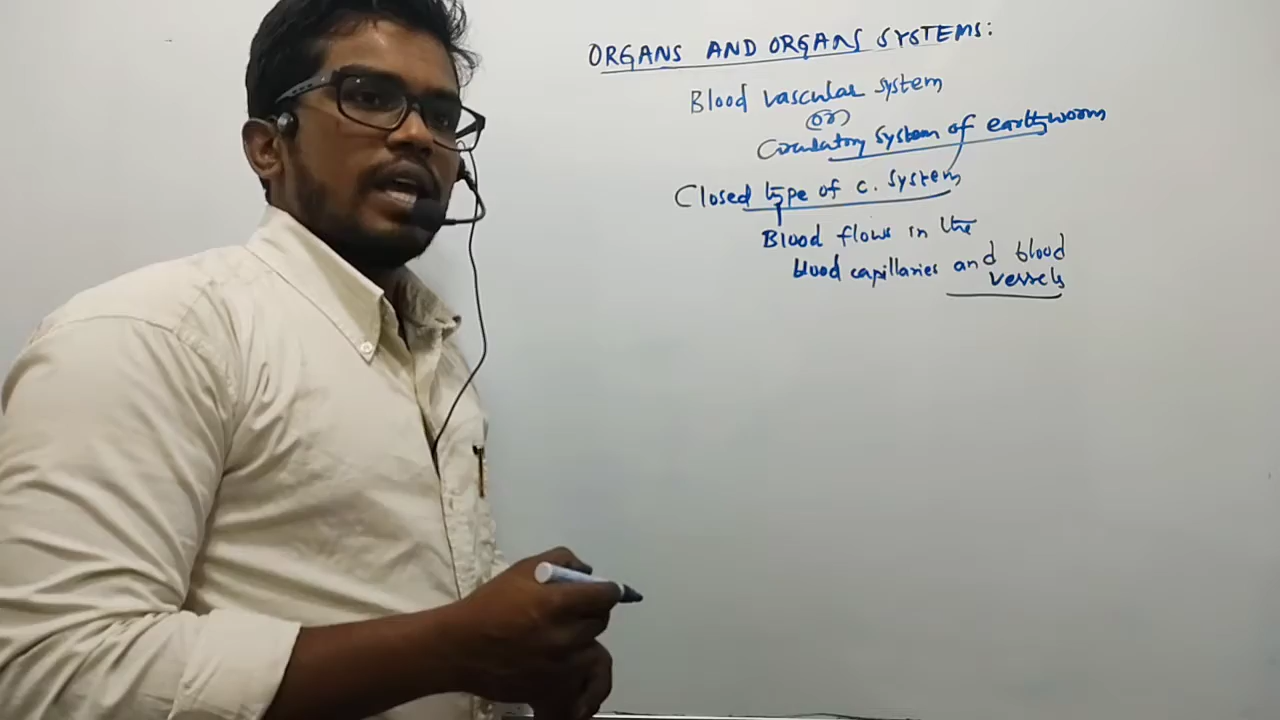 ORGANS AND ORGANS SYSTEMS:
Blood vascular system
(or)
Circulatory system of earthworm
Closed type of c. system
Blood flows in the
blood capillaries and blood
vessels